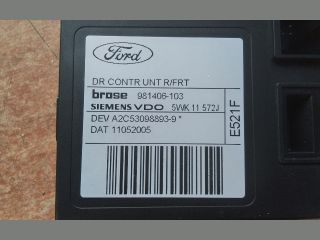 Ford
DR CONTR UNT R/FRT
brose 981406-103
SIEMENS VDO 5WK 11 572J
DEV A2C53098893-9 *
DAT 11052005
E521F